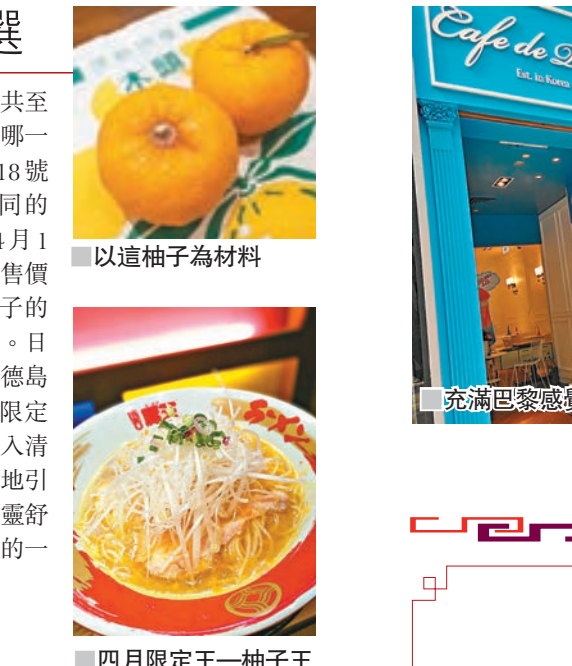 選
共至
哪一
18號
同的
4月1
售價
子的
。日
德島
限定
入清
地引
靈舒
的一
木頭
■以這柚子為材料
■四月限定王—柚子王
Cafe de
Est. in Korea
■充滿巴黎感覺